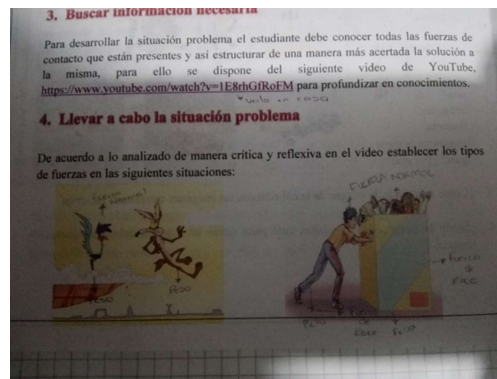 3. Buscar información necesaria
Para desarrollar la situación problema el estudiante debe conocer todas las fuerzas de
contacto que están presentes y así estructurar de una manera más acertada la solución a
la misma, para ello se dispone del siguiente video de YouTube,
https://www.youtube.com/watch?v=1E8rhGfRoFM para profundizar en conocimientos.
4. Llevar a cabo la situación problema
De acuerdo a lo analizado de manera crítica y reflexiva en el video establecer los tipos
de fuerzas en las siguientes situaciones:
FUERZA NORMAL
FUERZA
NORMAL
PESO
PESO
PESO